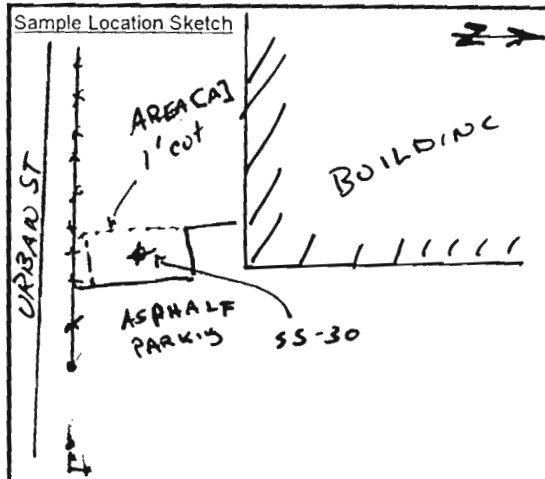 Sample Location Sketch
N
AREA[A]
1' cut
BUILDING
URBAN ST
ASPHALT
PARKING
SS-30